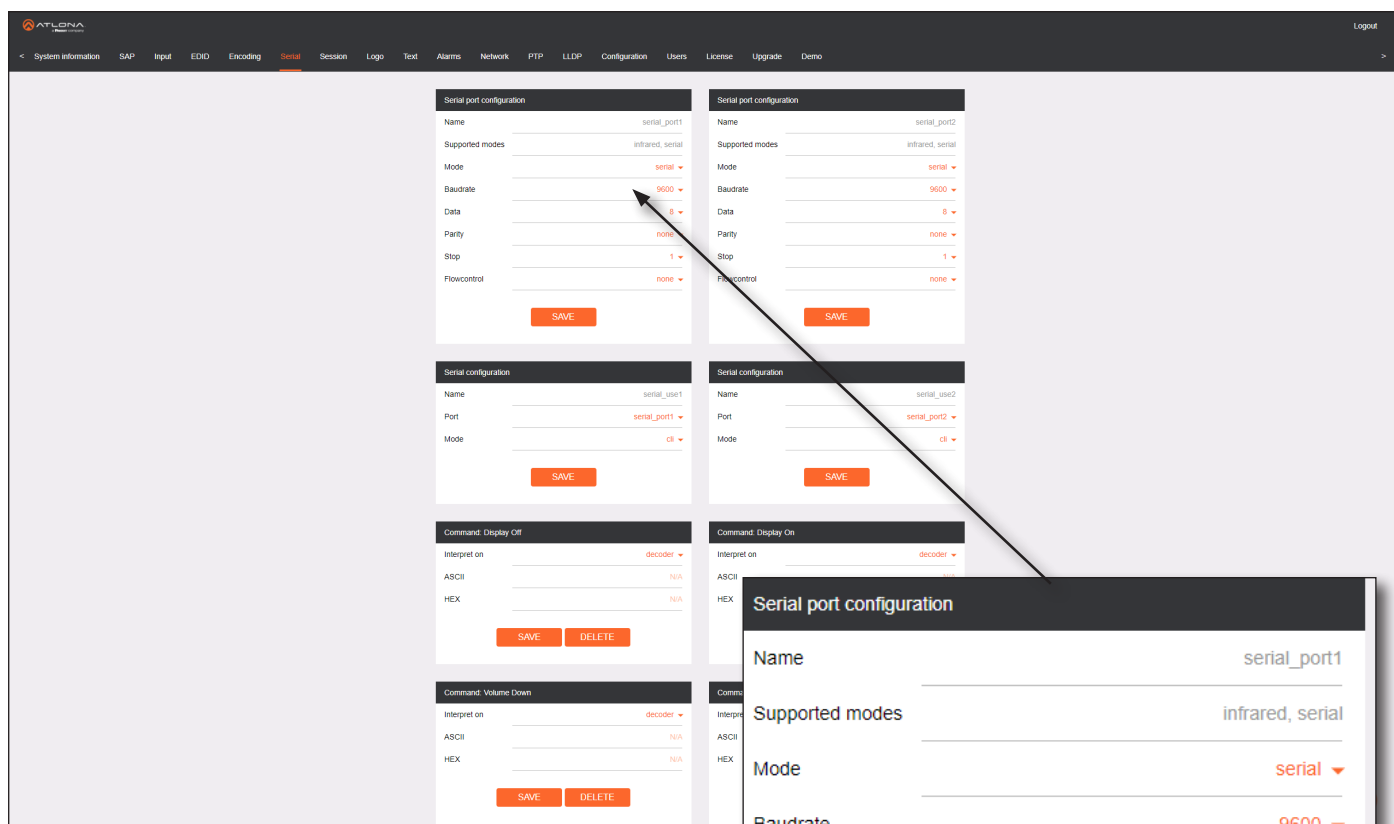 ATLONA
Logout
< System information SAP Input EDID Encoding Serial Session Logo Text Alarms Network PTP LLDP Configuration Users License Upgrade Demo >
Serial port configuration
Name serial_port1
Supported modes infrared, serial
Mode serial
Baudrate 9600
Data 8
Parity none
Stop 1
Flowcontrol none
SAVE
Serial port configuration
Name serial_port2
Supported modes infrared, serial
Mode serial
Baudrate 9600
Data 8
Parity none
Stop 1
Flowcontrol none
SAVE
Serial configuration
Name serial_use1
Port serial_port1
Mode cli
SAVE
Serial configuration
Name serial_use2
Port serial_port2
Mode cli
SAVE
Command: Display Off
Interpret on decoder
ASCII N/A
HEX N/A
SAVE DELETE
Command: Display On
Interpret on decoder
ASCII N/A
HEX
Command: Volume Down
Interpret on decoder
ASCII N/A
HEX N/A
SAVE DELETE
ASCII
HEX
Serial port configuration
Name serial_port1
Supported modes infrared, serial
Mode serial
Baudrate 9600